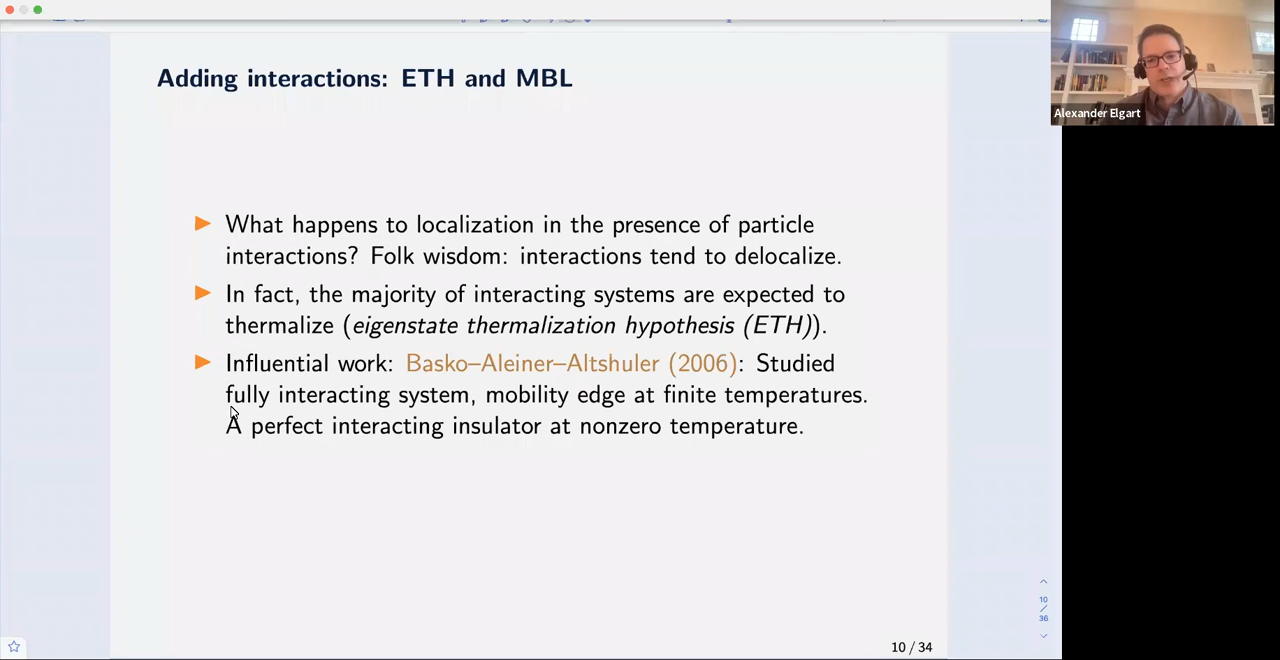 Adding interactions: ETH and MBL
Alexander Elgart
► What happens to localization in the presence of particle
interactions? Folk wisdom: interactions tend to delocalize.
► In fact, the majority of interacting systems are expected to
thermalize (eigenstate thermalization hypothesis (ETH)).
► Influential work: Basko–Aleiner–Altshuler (2006): Studied
fully interacting system, mobility edge at finite temperatures.
A perfect interacting insulator at nonzero temperature.
10
/
36
10 / 34